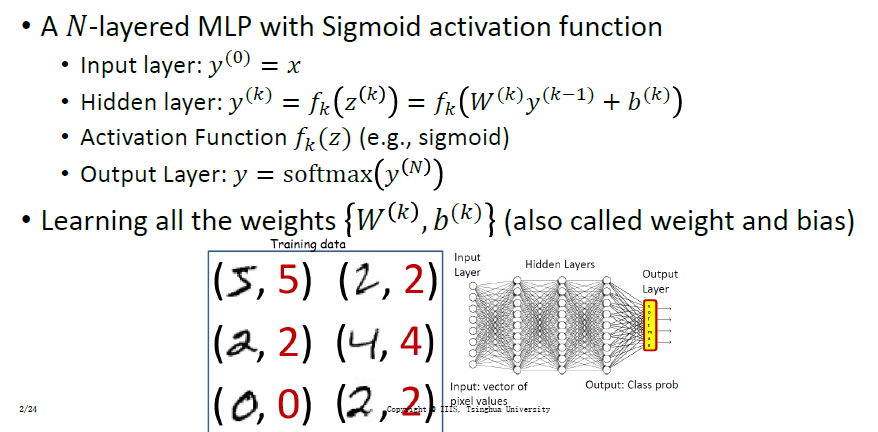 • A N-layered MLP with Sigmoid activation function
• Input layer: y^(0) = x
• Hidden layer: y^(k) = f_k(z^(k)) = f_k(W^(k)y^(k−1) + b^(k))
• Activation Function f_k(z) (e.g., sigmoid)
• Output Layer: y = softmax(y^(N))
• Learning all the weights {W^(k), b^(k)} (also called weight and bias)
Training data
(5, 5) (2, 2)
(2, 2) (4, 4)
(0, 0) (2, 2)
Input
Layer
Hidden Layers
Output
Layer
softmax
Input: vector of
pixel values
Output: Class prob
2/24
Copyright © IIIS, Tsinghua University